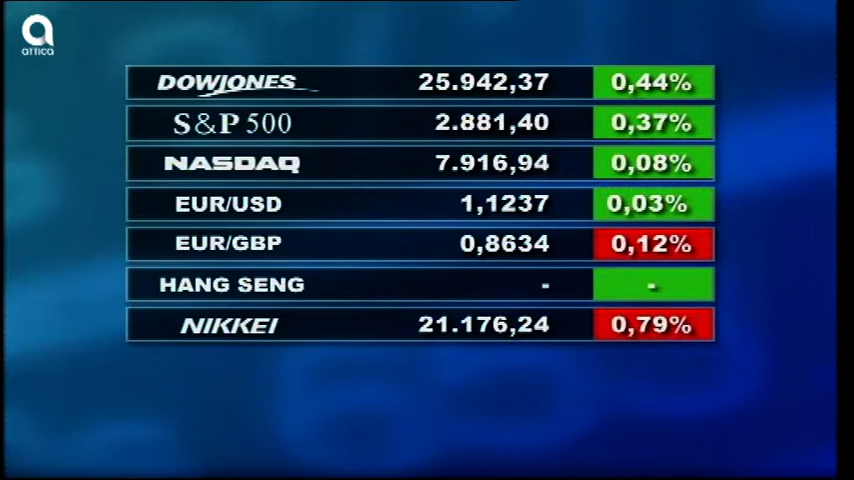 attica
DOWJONES 25.942,37 0,44%
S&P 500 2.881,40 0,37%
NASDAQ 7.916,94 0,08%
EUR/USD 1,1237 0,03%
EUR/GBP 0,8634 0,12%
HANG SENG - -
NIKKEI 21.176,24 0,79%